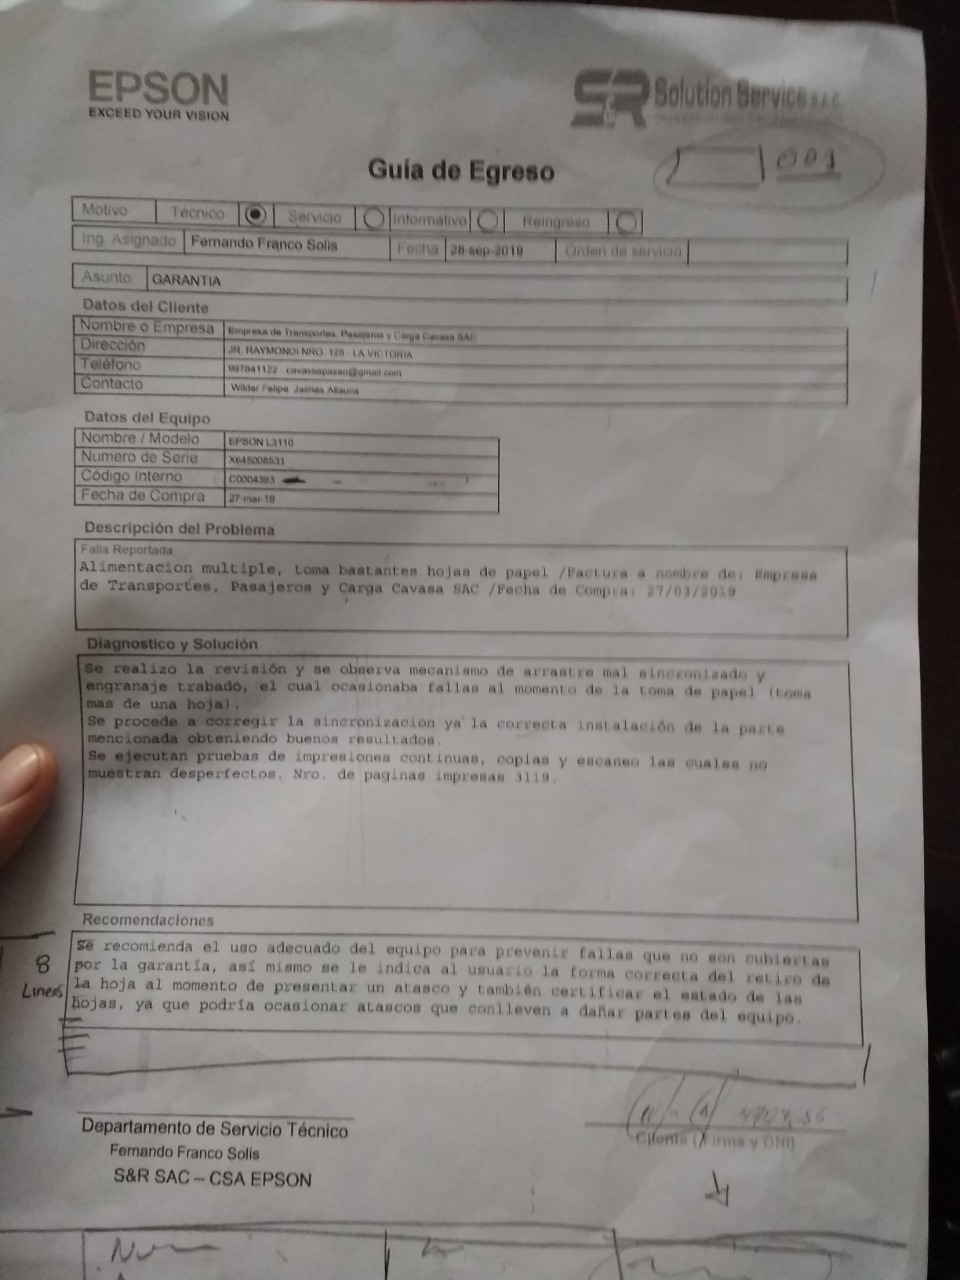 EPSON
EXCEED YOUR VISION
SR Solution Service S.A.C.
Guía de Egreso
001
Motivo Técnico Servicio Informativo Reingreso
Ing. Asignado Fernando Franco Solis Fecha 28-sep-2019 Orden de servicio
Asunto GARANTIA
Datos del Cliente
Nombre o Empresa Empresa de Transportes, Pasajeros y Carga Cavasa SAC
Dirección JR. RAYMONDI NRO. 125 - LA VICTORIA
Teléfono 997841122 - cavassapaseo@gmail.com
Contacto Wilder Felipe Jaimes Allauca
Datos del Equipo
Nombre / Modelo EPSON L3110
Numero de Serie X645008531
Código Interno C0004393
Fecha de Compra 27-mar-19
Descripción del Problema
Falla Reportada:
Alimentacion multiple, toma bastantes hojas de papel /Factura a nombre de: Empresa
de Transportes, Pasajeros y Carga Cavasa SAC /Fecha de Compra: 27/03/2019
Diagnostico y Solución
Se realizo la revisión y se observa mecanismo de arrastre mal sincronizado y
engranaje trabado, el cual ocasionaba fallas al momento de la toma de papel (toma
mas de una hoja).
Se procede a corregir la sincronizacion ya la correcta instalación de la parte
mencionada obteniendo buenos resultados.
Se ejecutan pruebas de impresiones continuas, copias y escaneo las cuales no
muestran desperfectos. Nro. de paginas impresas 3119.
Recomendaciones
Se recomienda el uso adecuado del equipo para prevenir fallas que no son cubiertas
por la garantía, así mismo se le indica al usuario la forma correcta del retiro de
la hoja al momento de presentar un atasco y también certificar el estado de las
hojas, ya que podría ocasionar atascos que conlleven a dañar partes del equipo.
8
Lineas
Departamento de Servicio Técnico
Fernando Franco Solis
S&R SAC – CSA EPSON
Cliente (Firma y DNI)